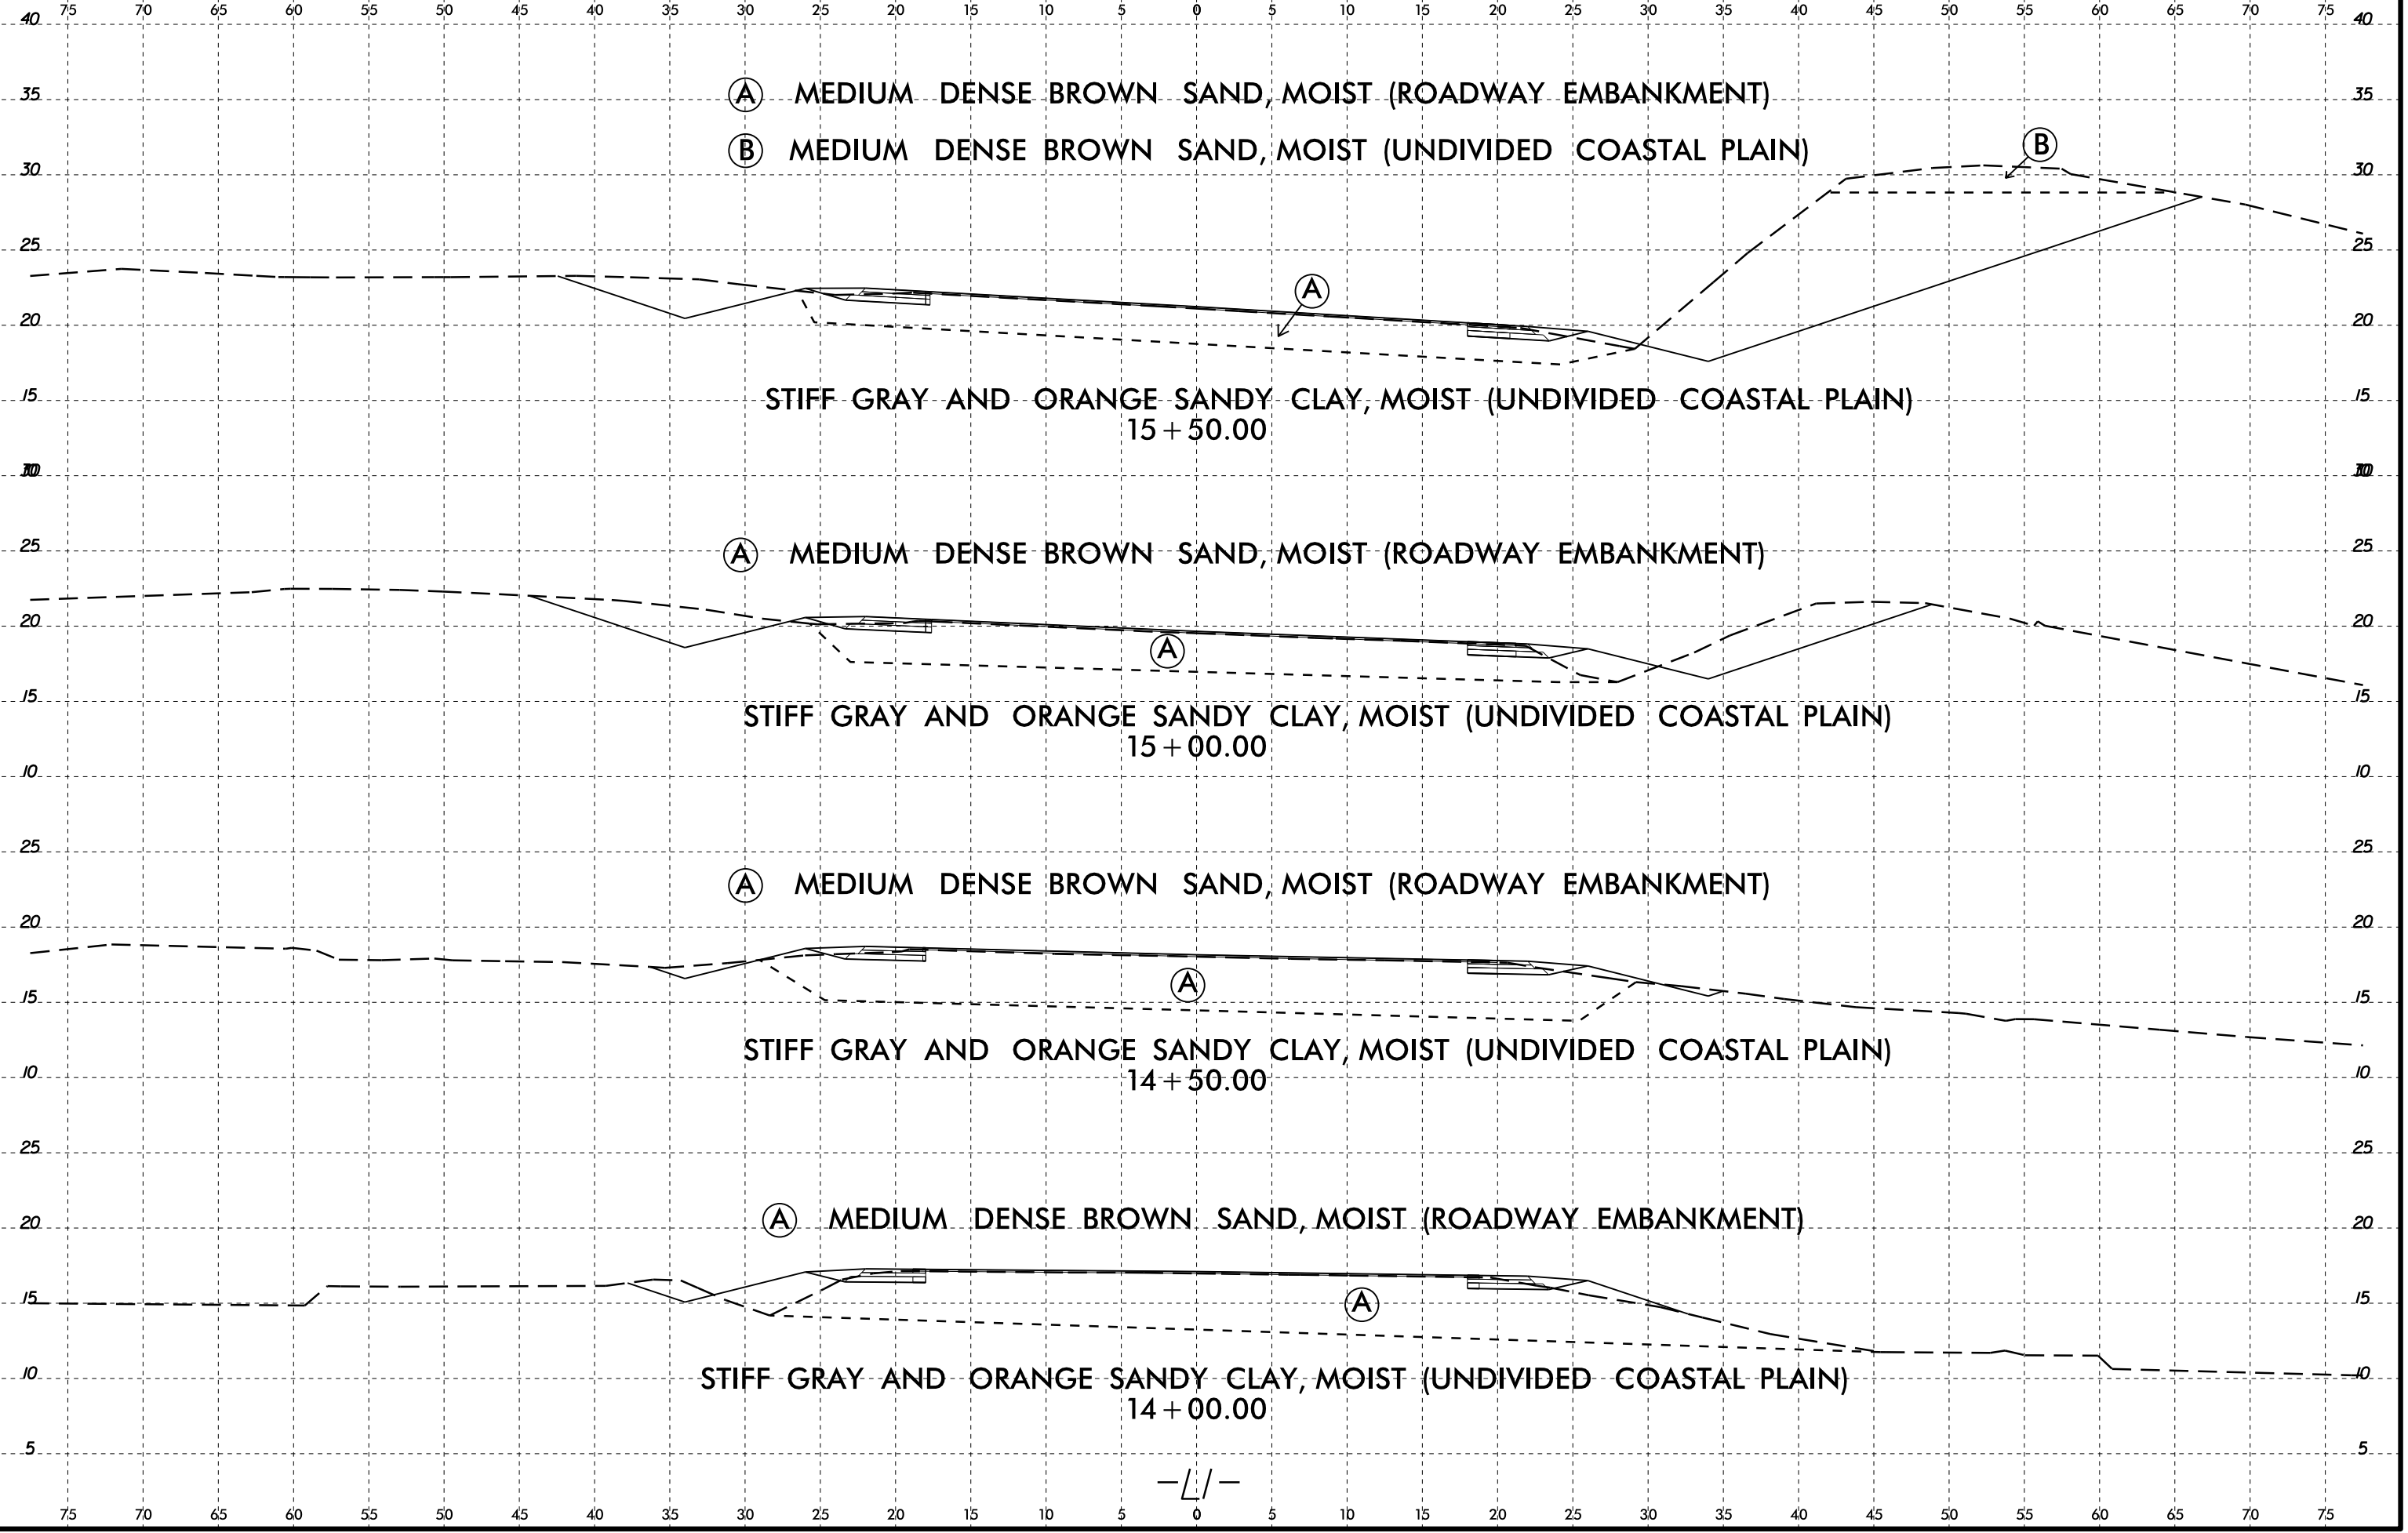 75 70 65 60 55 50 45 40 35 30 25 20 15 10 5 0 5 10 15 20 25 30 35 40 45 50 55 60 65 70 75
40 40
35 A MEDIUM DENSE BROWN SAND, MOIST (ROADWAY EMBANKMENT) 35
B MEDIUM DENSE BROWN SAND, MOIST (UNDIVIDED COASTAL PLAIN) B
30 30
25 25
A
20 20
15 STIFF GRAY AND ORANGE SANDY CLAY, MOIST (UNDIVIDED COASTAL PLAIN) 15
15+50.00
25 A MEDIUM DENSE BROWN SAND, MOIST (ROADWAY EMBANKMENT) 25
20 20
A
15 15
STIFF GRAY AND ORANGE SANDY CLAY, MOIST (UNDIVIDED COASTAL PLAIN)
15+00.00
10 10
25 25
A MEDIUM DENSE BROWN SAND, MOIST (ROADWAY EMBANKMENT)
20 20
A
15 15
STIFF GRAY AND ORANGE SANDY CLAY, MOIST (UNDIVIDED COASTAL PLAIN)
10 14+50.00 10
25 25
20 A MEDIUM DENSE BROWN SAND, MOIST (ROADWAY EMBANKMENT) 20
15 A 15
10 STIFF GRAY AND ORANGE SANDY CLAY, MOIST (UNDIVIDED COASTAL PLAIN) 10
14+00.00
5 5
-L1-
75 70 65 60 55 50 45 40 35 30 25 20 15 10 5 0 5 10 15 20 25 30 35 40 45 50 55 60 65 70 75